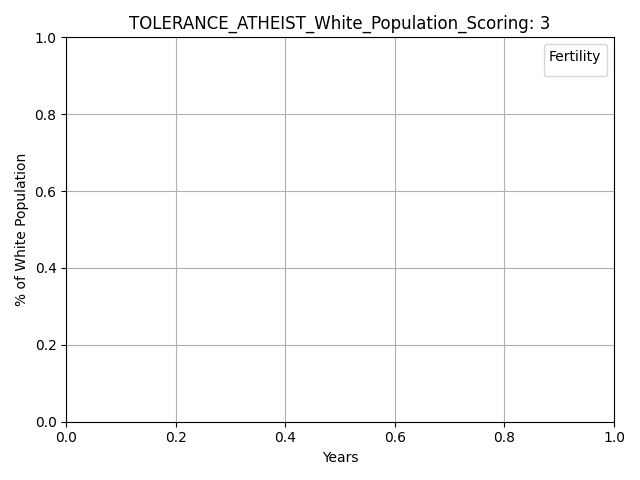 TOLERANCE_ATHEIST_White_Population_Scoring: 3
Fertility
% of White Population
1.0
0.8
0.6
0.4
0.2
0.0
0.0 0.2 0.4 0.6 0.8 1.0
Years